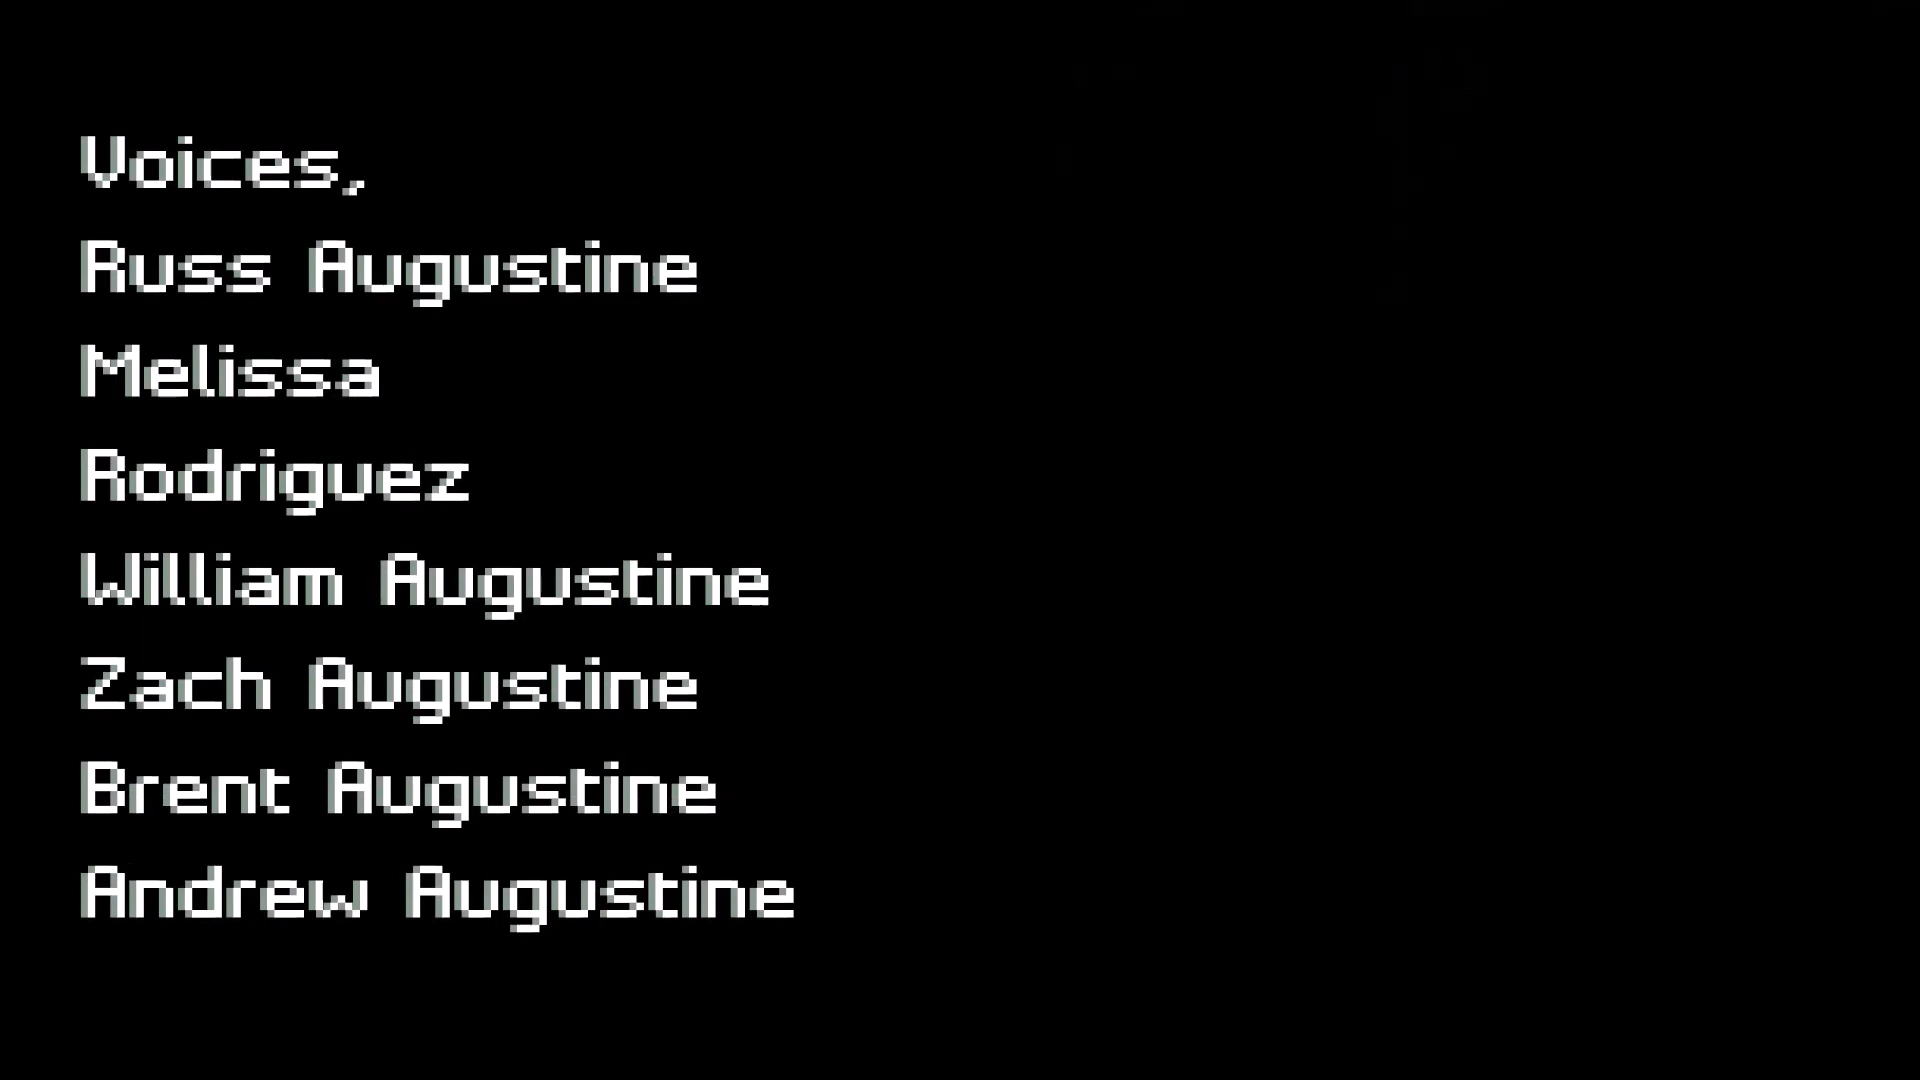 Voices,
Russ Augustine
Melissa
Rodriguez
William Augustine
Zach Augustine
Brent Augustine
Andrew Augustine